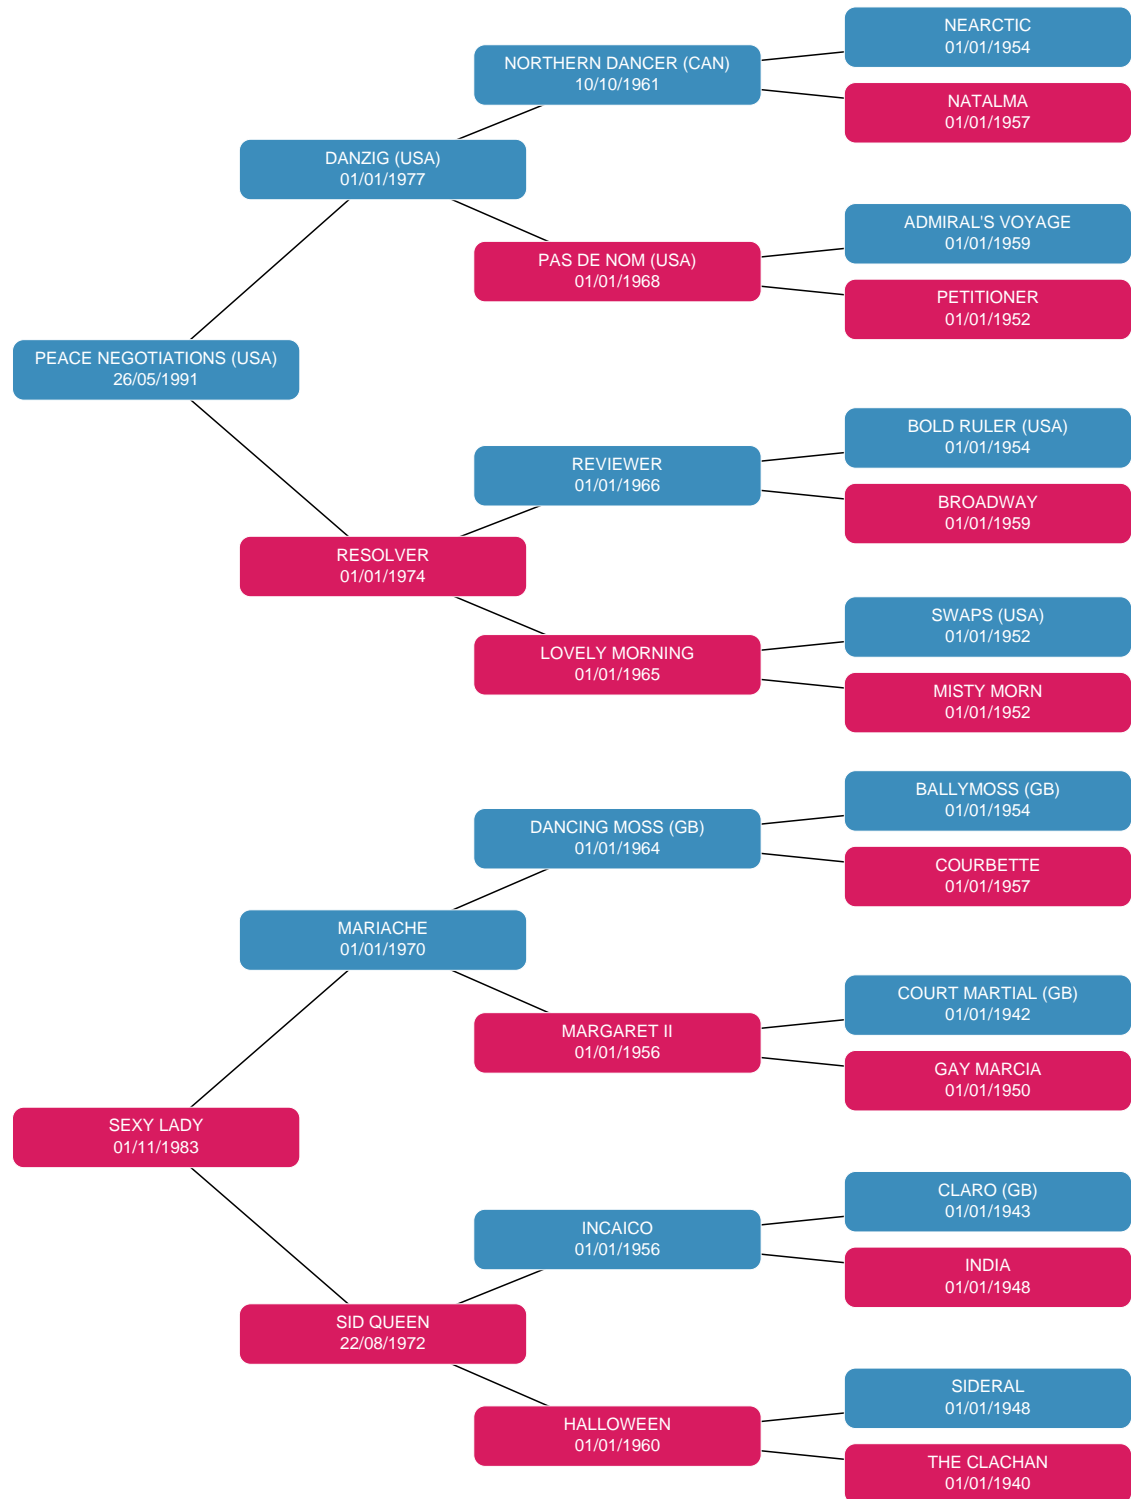 NEARCTIC
01/01/1954
NORTHERN DANCER (CAN)
10/10/1961
NATALMA
01/01/1957
DANZIG (USA)
01/01/1977
ADMIRAL'S VOYAGE
01/01/1959
PAS DE NOM (USA)
01/01/1968
PETITIONER
01/01/1952
PEACE NEGOTIATIONS (USA)
26/05/1991
BOLD RULER (USA)
01/01/1954
REVIEWER
01/01/1966
BROADWAY
01/01/1959
RESOLVER
01/01/1974
SWAPS (USA)
01/01/1952
LOVELY MORNING
01/01/1965
MISTY MORN
01/01/1952
BALLYMOSS (GB)
01/01/1954
DANCING MOSS (GB)
01/01/1964
COURBETTE
01/01/1957
MARIACHE
01/01/1970
COURT MARTIAL (GB)
01/01/1942
MARGARET II
01/01/1956
GAY MARCIA
01/01/1950
SEXY LADY
01/11/1983
CLARO (GB)
01/01/1943
INCAICO
01/01/1956
INDIA
01/01/1948
SID QUEEN
22/08/1972
SIDERAL
01/01/1948
HALLOWEEN
01/01/1960
THE CLACHAN
01/01/1940